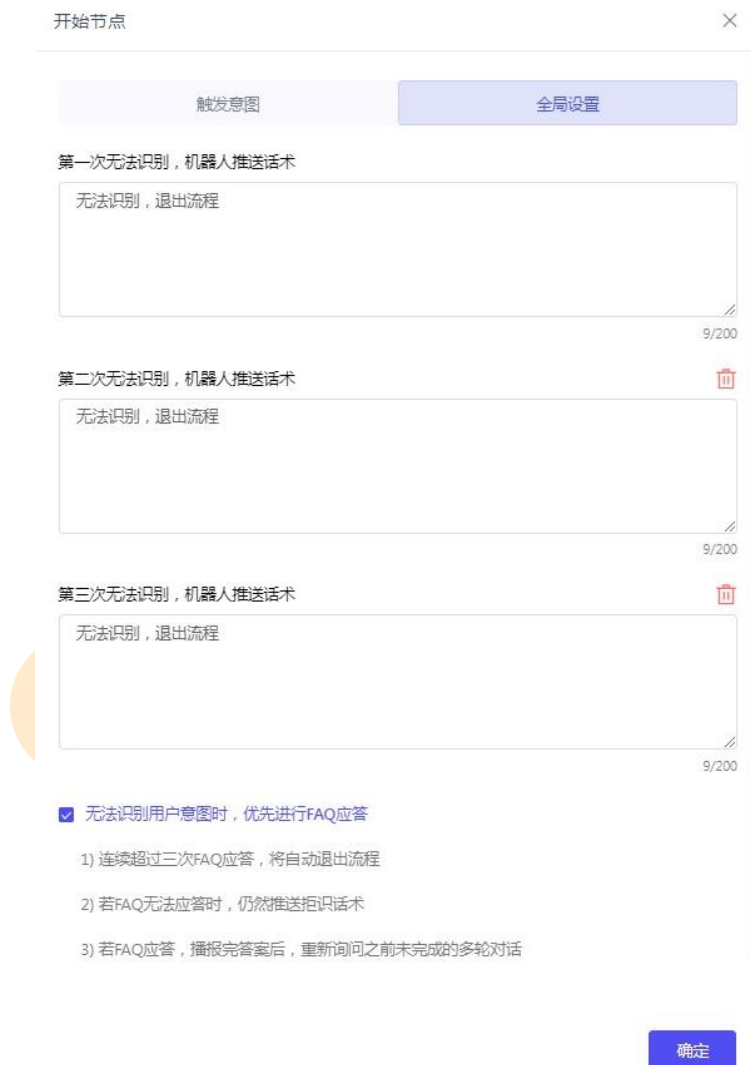 开始节点
触发意图
全局设置
第一次无法识别，机器人推送话术
无法识别，退出流程
9/200
第二次无法识别，机器人推送话术
无法识别，退出流程
9/200
第三次无法识别，机器人推送话术
无法识别，退出流程
9/200
无法识别用户意图时，优先进行FAQ应答
1) 连续超过三次FAQ应答，将自动退出流程
2) 若FAQ无法应答时，仍然推送拒识话术
3) 若FAQ应答，播报完答案后，重新询问之前未完成的多轮对话
确定